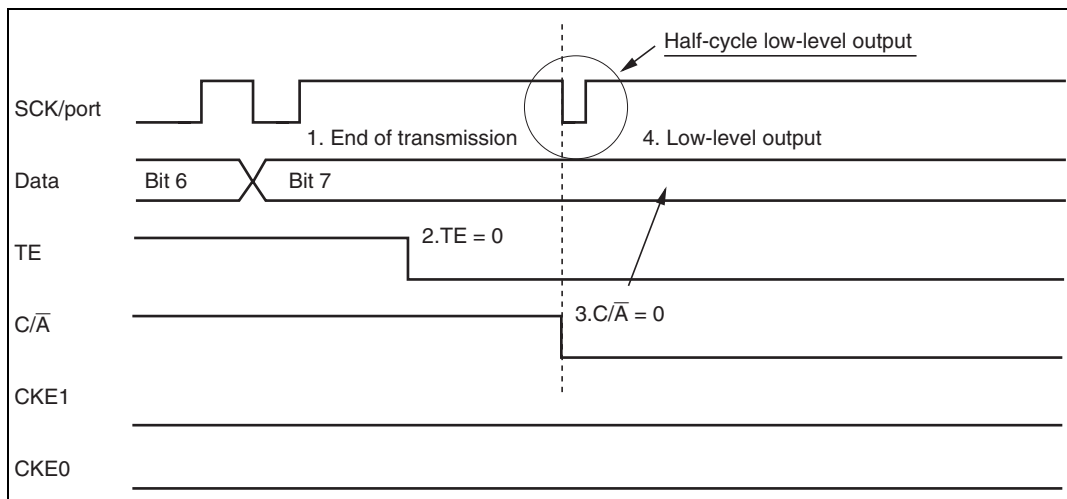 Half-cycle low-level output
SCK/port
1. End of transmission
4. Low-level output
Data
Bit 6
Bit 7
TE
2.TE = 0
C/A̅
3.C/A̅ = 0
CKE1
CKE0